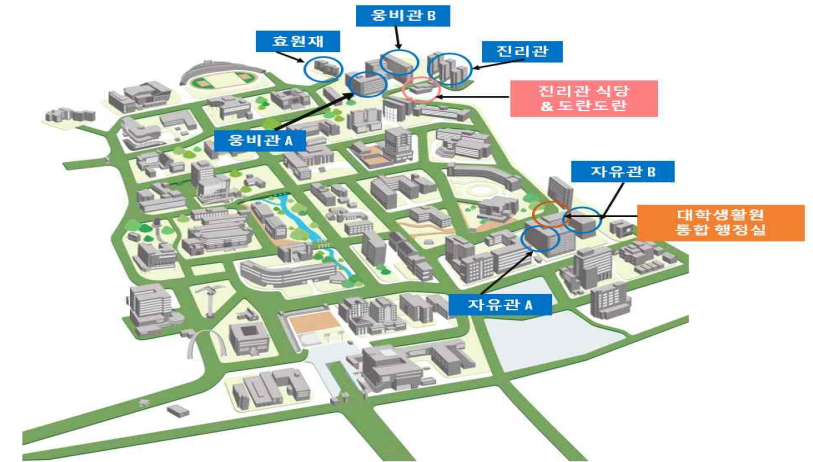 웅비관 B
효원재
진리관
진리관 식당
& 도란도란
웅비관 A
자유관 B
대학생활원
통합 행정실
자유관 A